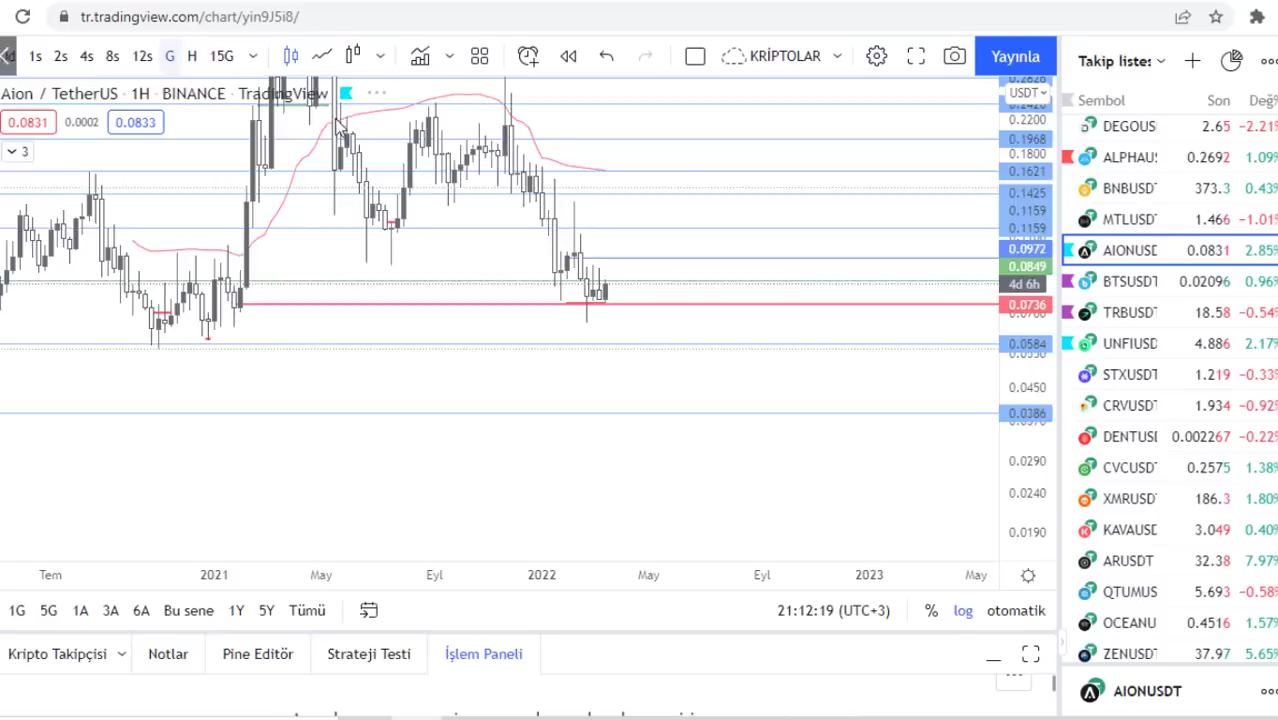 tr.tradingview.com/chart/yin9J5i8/
1s 2s 4s 8s 12s G H 15G KRİPTOLAR Yayınla
Aion / TetherUS · 1H · BINANCE · TradingView
0.0831 0.0002 0.0833
3
USDT
0.2200
0.1968
0.1800
0.1621
0.1425
0.1159
0.1159
0.0972
0.0849
4d 6h
0.0736
0.0584
0.0450
0.0386
0.0290
0.0240
0.0190
Tem 2021 May Eyl 2022 May Eyl 2023 May
1G 5G 1A 3A 6A Bu sene 1Y 5Y Tümü 21:12:19 (UTC+3) % log otomatik
Kripto Takipçisi Notlar Pine Editör Strateji Testi İşlem Paneli
Takip listes
Sembol Son Değ%
DEGOUS 2.65 −2.21%
ALPHAU 0.2692 1.09%
BNBUSD 373.3 0.43%
MTLUSDT 1.466 −1.01%
AIONUSD 0.0831 2.85%
BTSUSDT 0.02096 0.96%
TRBUSDT 18.58 −0.54%
UNFIUSD 4.886 2.17%
STXUSDT 1.219 −0.33%
CRVUSDT 1.934 −0.92%
DENTUSD 0.002267 −0.22%
CVCUSDT 0.2575 1.38%
XMRUSD 186.3 1.80%
KAVAUSD 3.049 0.40%
ARUSDT 32.38 7.97%
QTUMUS 5.693 −0.58%
OCEANU 0.4516 1.57%
ZENUSDT 37.97 5.65%
AIONUSDT